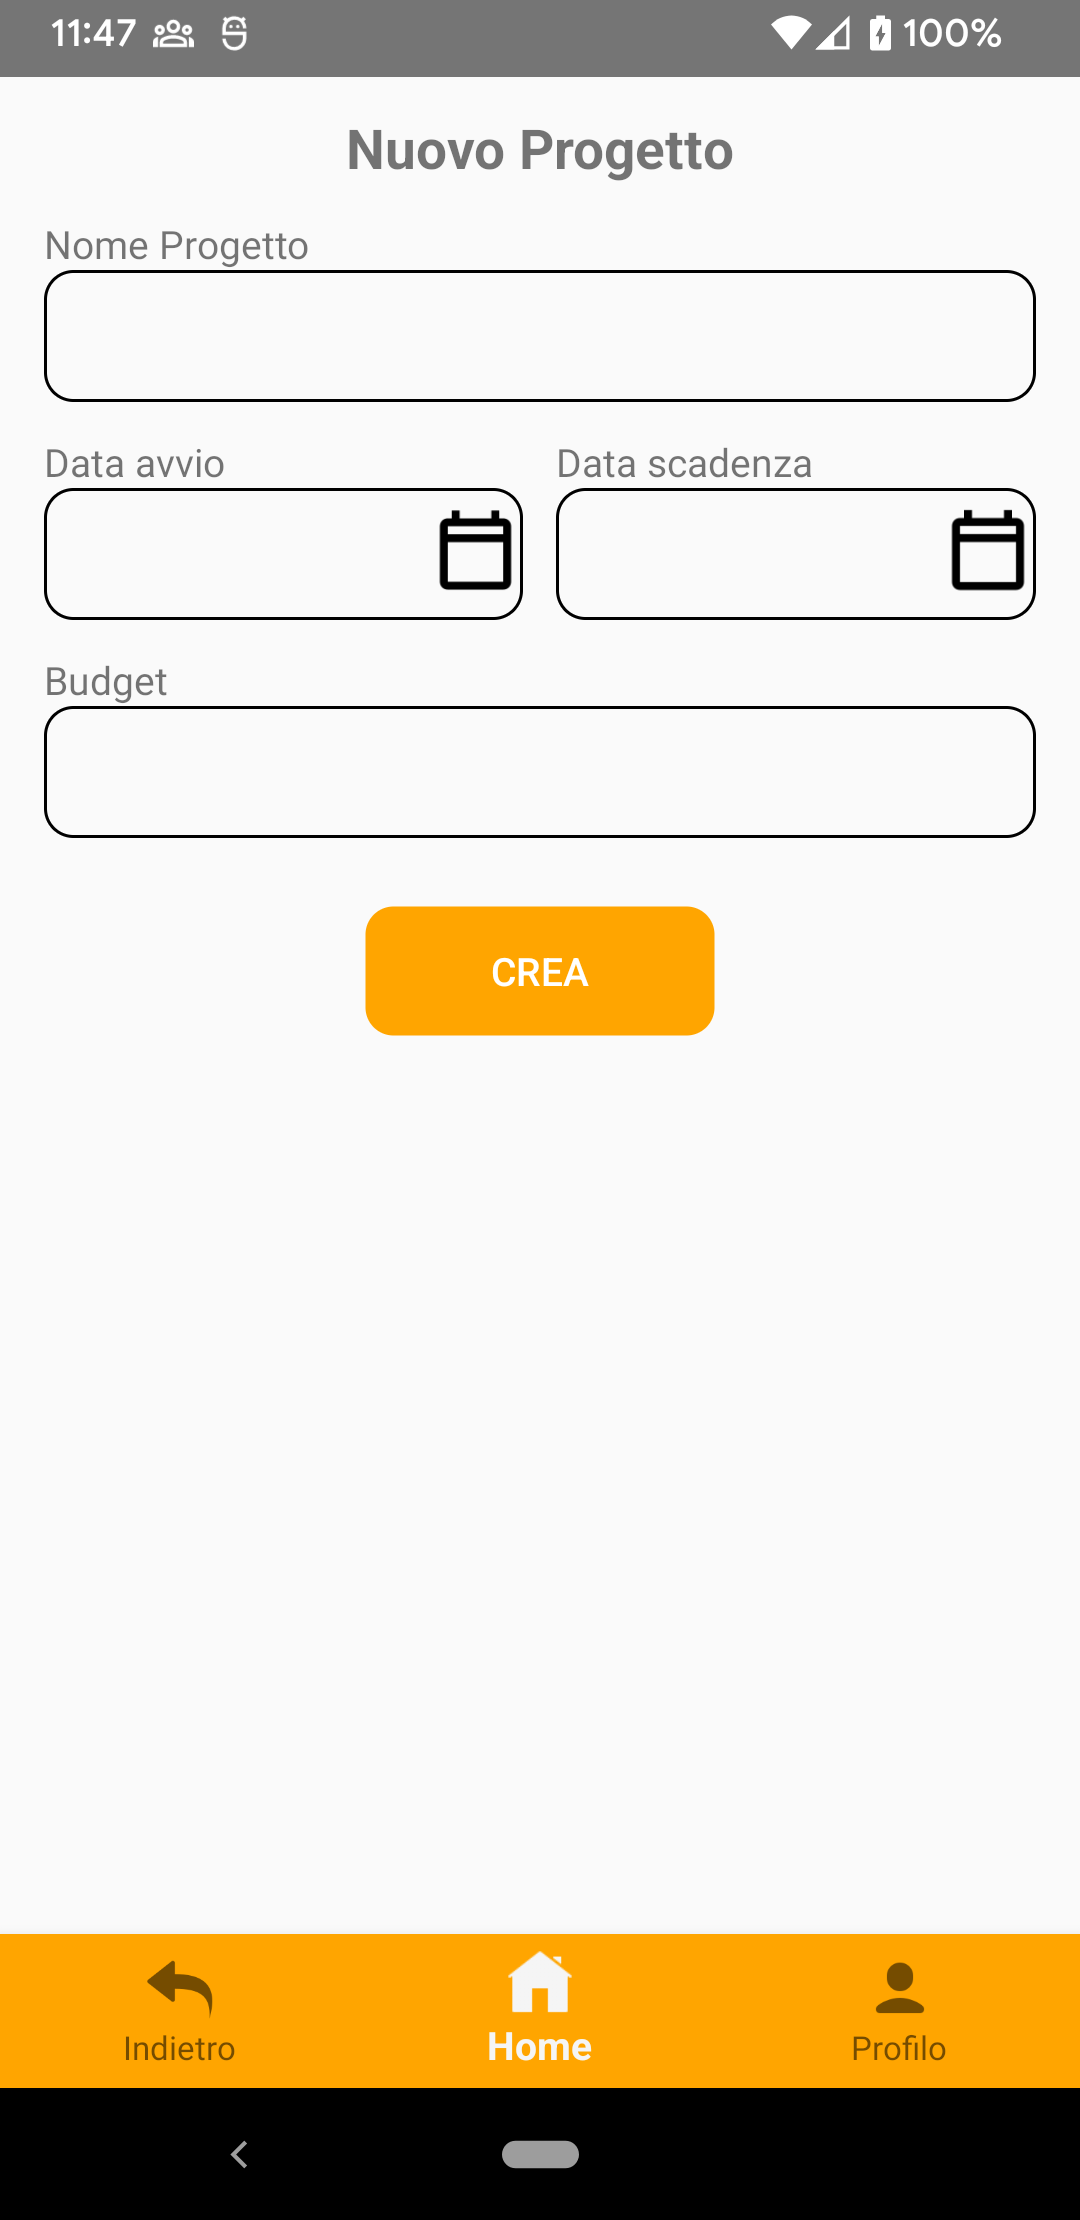 11:47 100%
Nuovo Progetto
Nome Progetto
Data avvio Data scadenza
Budget
CREA
Indietro Home Profilo